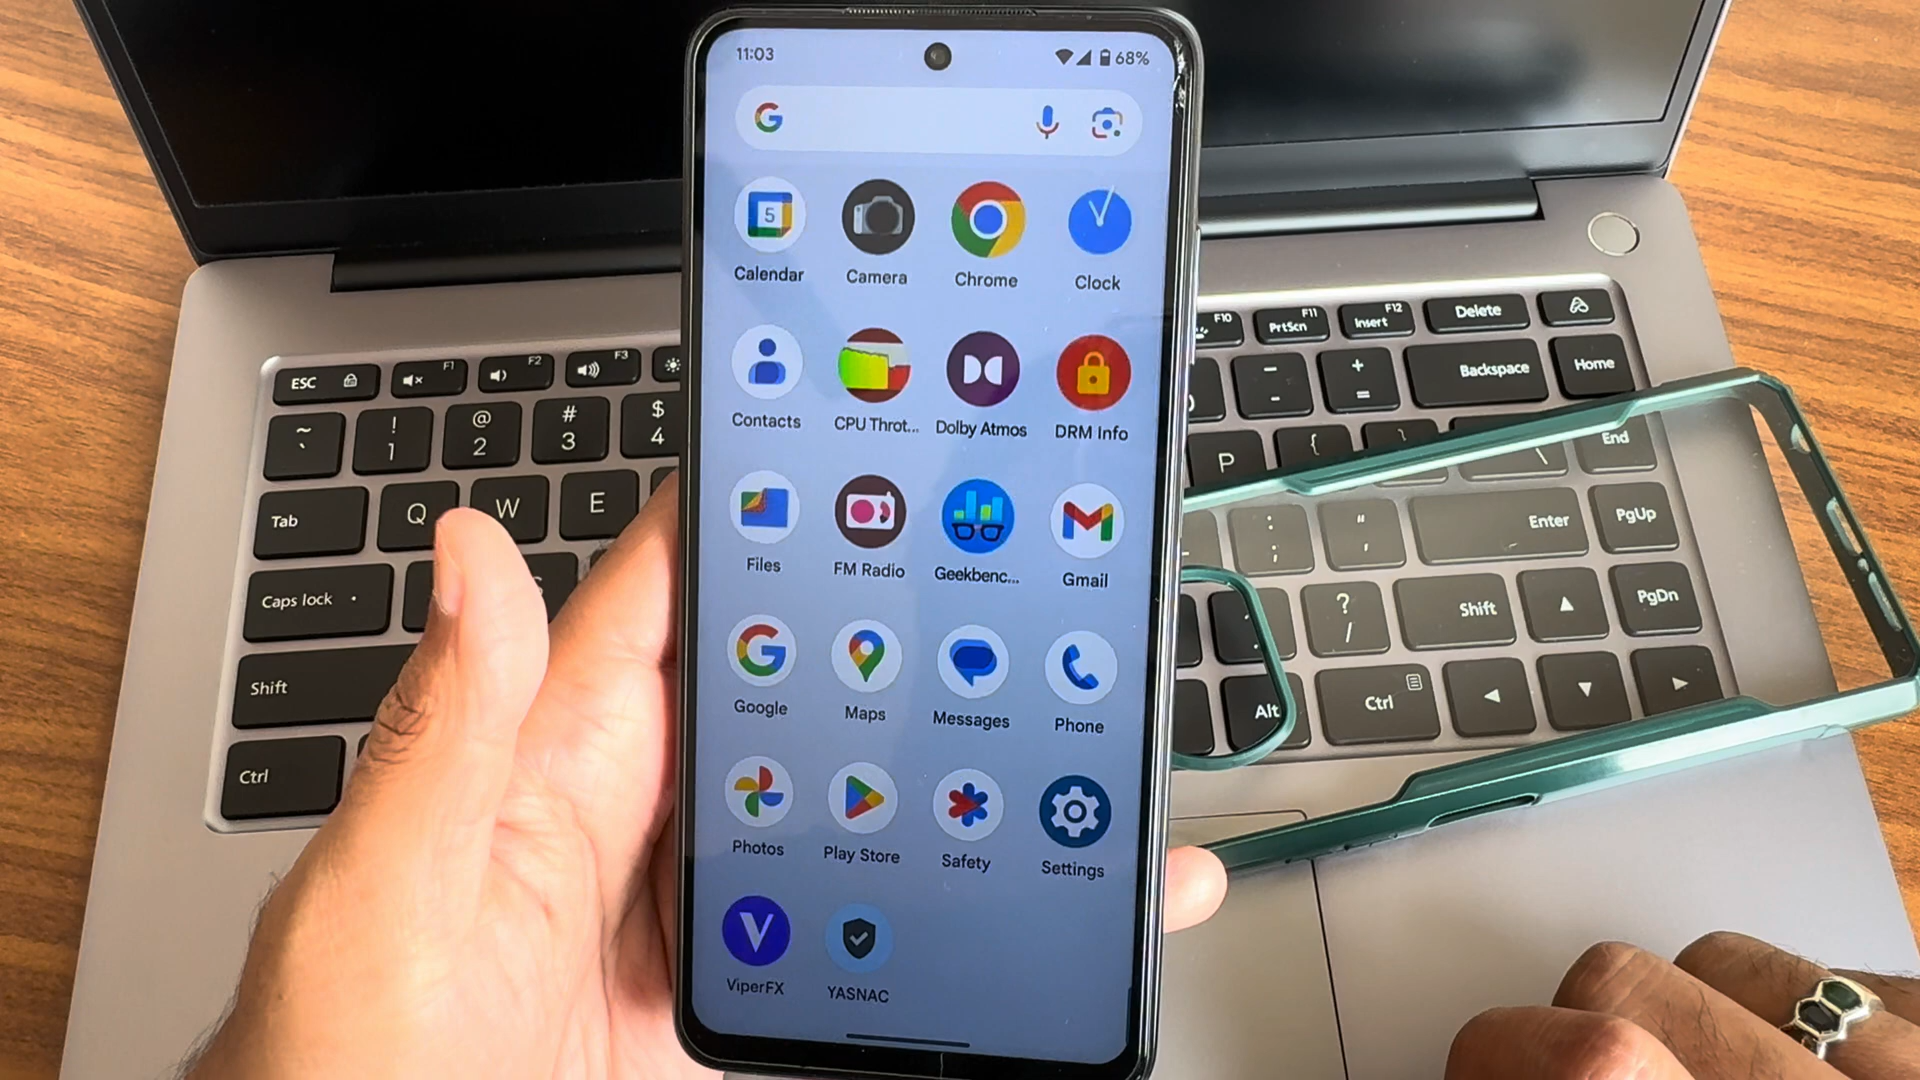 11:03 68%
Calendar Camera Chrome Clock
5
Contacts CPU Throt... Dolby Atmos DRM Info
Files FM Radio Geekbenc... Gmail
Google Maps Messages Phone
Photos Play Store Safety Settings
ViperFX YASNAC
ESC F1 F2 F3
~ ! @ # $
` 1 2 3 4
Tab Q W E
Caps lock
Shift
Ctrl
F10 PrtScn F11 Insert F12 Delete
- + Backspace Home
=
P { } \ End
: " Enter PgUp
; '
? Shift PgDn
/
Alt Ctrl